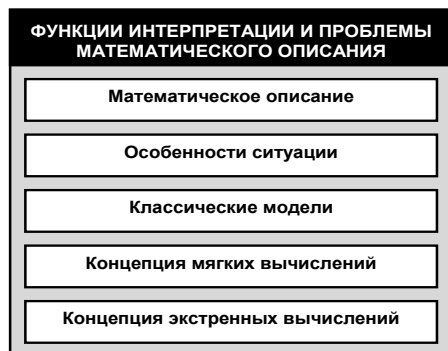 ФУНКЦИИ ИНТЕРПРЕТАЦИИ И ПРОБЛЕМЫ
МАТЕМАТИЧЕСКОГО ОПИСАНИЯ
Математическое описание
Особенности ситуации
Классические модели
Концепция мягких вычислений
Концепция экстренных вычислений